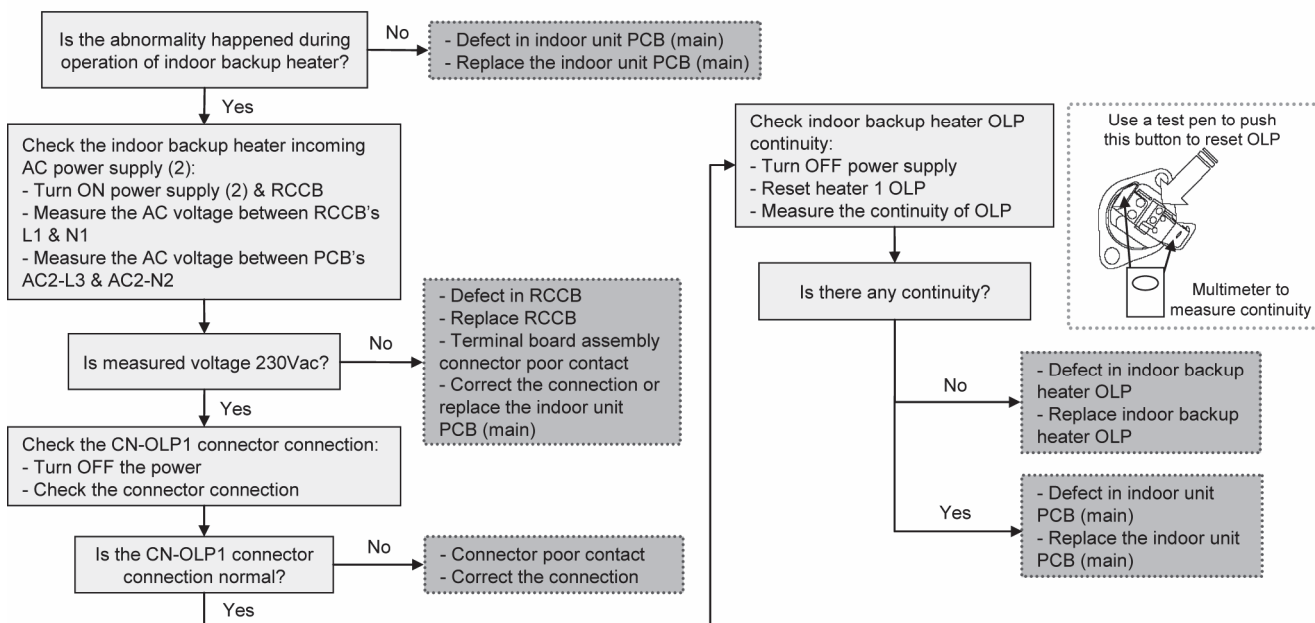 Is the abnormality happened during
operation of indoor backup heater?
No
- Defect in indoor unit PCB (main)
- Replace the indoor unit PCB (main)
Yes
Check the indoor backup heater incoming
AC power supply (2):
- Turn ON power supply (2) & RCCB
- Measure the AC voltage between RCCB's
L1 & N1
- Measure the AC voltage between PCB's
AC2-L3 & AC2-N2
Is measured voltage 230Vac?
No
- Defect in RCCB
- Replace RCCB
- Terminal board assembly
connector poor contact
- Correct the connection or
replace the indoor unit
PCB (main)
Yes
Check the CN-OLP1 connector connection:
- Turn OFF the power
- Check the connector connection
Is the CN-OLP1 connector
connection normal?
No
- Connector poor contact
- Correct the connection
Yes
Check indoor backup heater OLP
continuity:
- Turn OFF power supply
- Reset heater 1 OLP
- Measure the continuity of OLP
Is there any continuity?
No
- Defect in indoor backup
heater OLP
- Replace indoor backup
heater OLP
Yes
- Defect in indoor unit
PCB (main)
- Replace the indoor unit
PCB (main)
Use a test pen to push
this button to reset OLP
Multimeter to
measure continuity